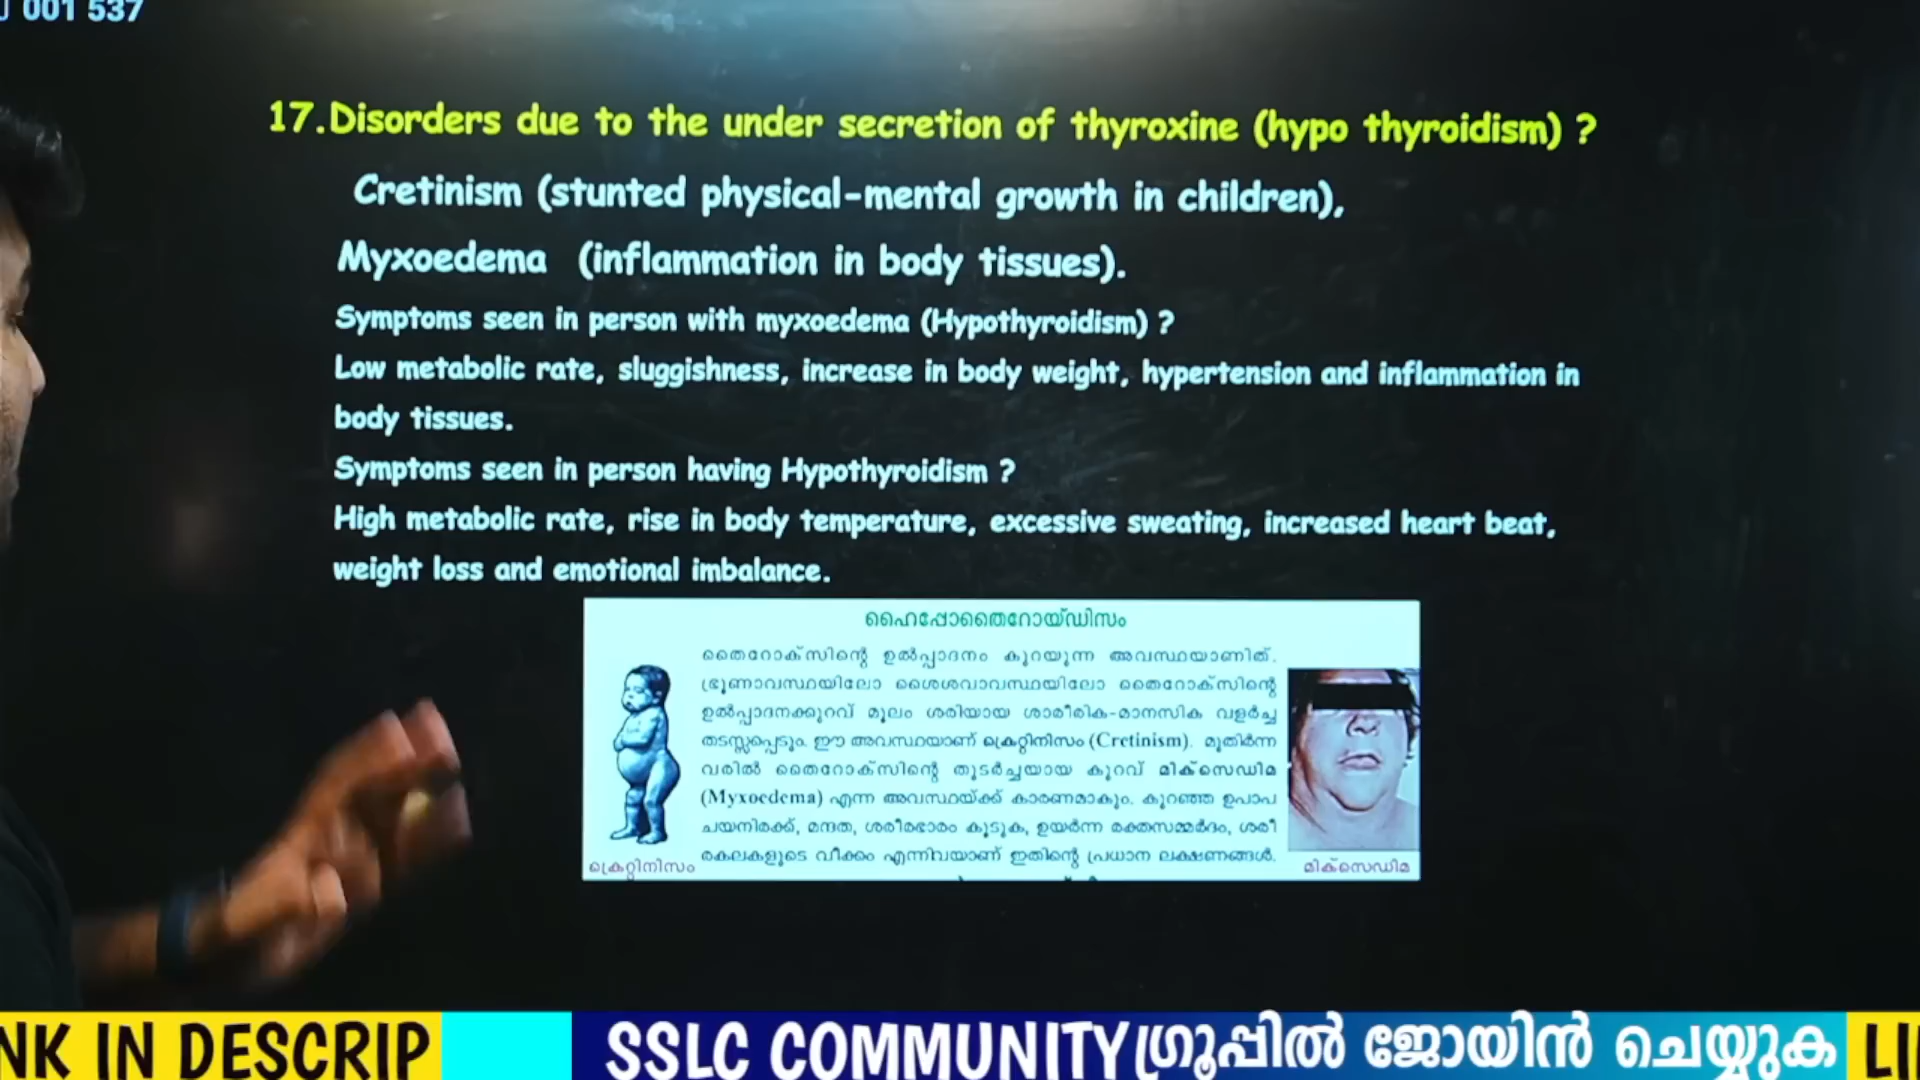 001 537
17.Disorders due to the under secretion of thyroxine (hypo thyroidism) ?
Cretinism (stunted physical-mental growth in children),
Myxoedema (inflammation in body tissues).
Symptoms seen in person with myxoedema (Hypothyroidism) ?
Low metabolic rate, sluggishness, increase in body weight, hypertension and inflammation in
body tissues.
Symptoms seen in person having Hypothyroidism ?
High metabolic rate, rise in body temperature, excessive sweating, increased heart beat,
weight loss and emotional imbalance.
ഹൈപ്പോതൈറോയ്ഡിസം
തൈറോക്സിന്റെ ഉൽപ്പാദനം കുറയുന്ന അവസ്ഥയാണിത്.
ഭ്രൂണാവസ്ഥയിലോ ശൈശവാവസ്ഥയിലോ തൈറോക്സിന്റെ
ഉൽപ്പാദനക്കുറവ് മൂലം ശരിയായ ശാരീരിക-മാനസിക വളർച്ച
തടസ്സപ്പെടും. ഈ അവസ്ഥയാണ് ക്രെറ്റിനിസം (Cretinism). മുതിർന്ന
വരിൽ തൈറോക്സിന്റെ തുടർച്ചയായ കുറവ് മിക്സെഡിമ
(Myxoedema) എന്ന അവസ്ഥയ്ക്ക് കാരണമാകും. കുറഞ്ഞ ഉപാപ
ചയനിരക്ക്, മന്ദത, ശരീരഭാരം കൂടുക, ഉയർന്ന രക്തസമ്മർദം, ശരീ
രകലകളുടെ വീക്കം എന്നിവയാണ് ഇതിന്റെ പ്രധാന ലക്ഷണങ്ങൾ.
ക്രെറ്റിനിസം
മിക്സെഡിമ
NK IN DESCRIP SSLC COMMUNITY ഗ്രൂപ്പിൽ ജോയിൻ ചെയ്യുക LI